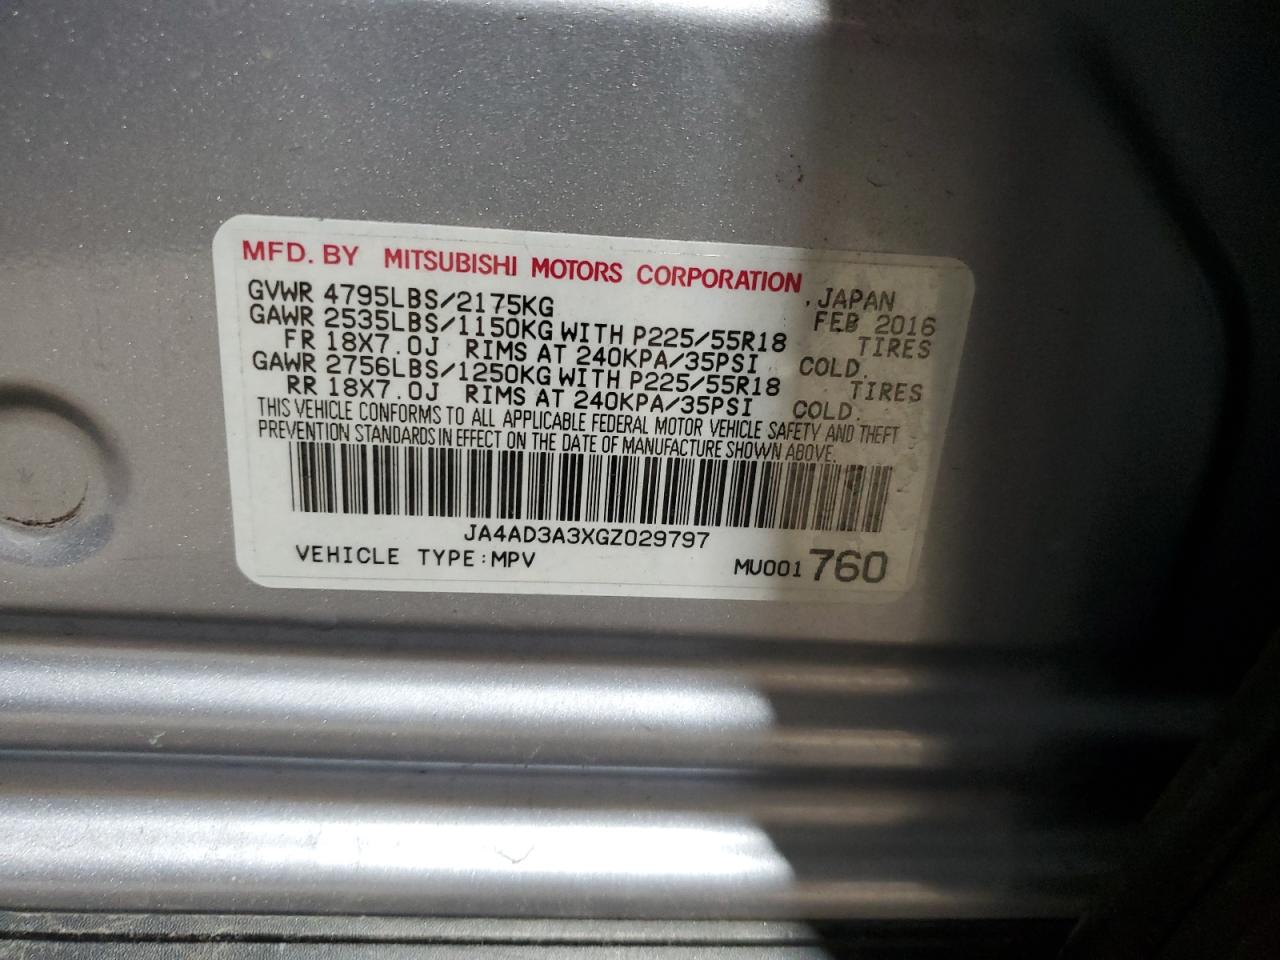 MFD. BY MITSUBISHI MOTORS CORPORATION
, JAPAN
GVWR 4795LBS/2175KG FEB 2016
GAWR 2535LBS/1150KG WITH P225/55R18 TIRES
FR 18X7.0J RIMS AT 240KPA/35PSI COLD.
GAWR 2756LBS/1250KG WITH P225/55R18 TIRES
RR 18X7.0J RIMS AT 240KPA/35PSI COLD.
THIS VEHICLE CONFORMS TO ALL APPLICABLE FEDERAL MOTOR VEHICLE SAFETY AND THEFT
PREVENTION STANDARDS IN EFFECT ON THE DATE OF MANUFACTURE SHOWN ABOVE.
JA4AD3A3XGZ029797
VEHICLE TYPE:MPV MU001760